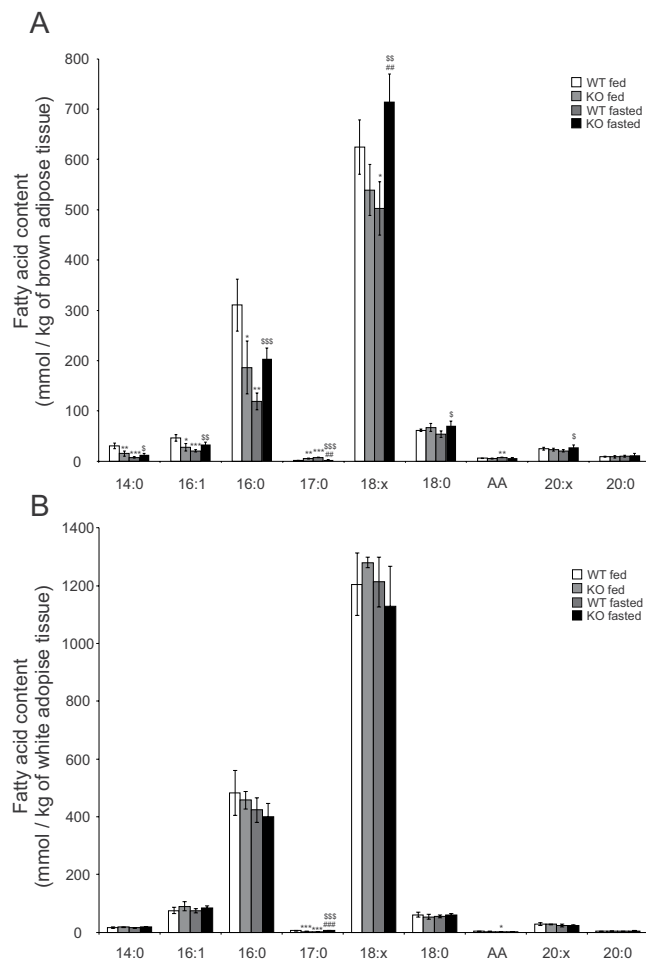 A
Fatty acid content
(mmol / kg of brown adipose tissue)
800
700
600
500
400
300
200
100
0
WT fed
KO fed
WT fasted
KO fasted
** *** $
* *** $$
* ** $$$
** *** $$$
##
* $$
##
$
**
$
14:0 16:1 16:0 17:0 18:x 18:0 AA 20:x 20:0
B
Fatty acid content
(mmol / kg of white adopise tissue)
1400
1200
1000
800
600
400
200
0
WT fed
KO fed
WT fasted
KO fasted
*** *** $$$
###
*
14:0 16:1 16:0 17:0 18:x 18:0 AA 20:x 20:0